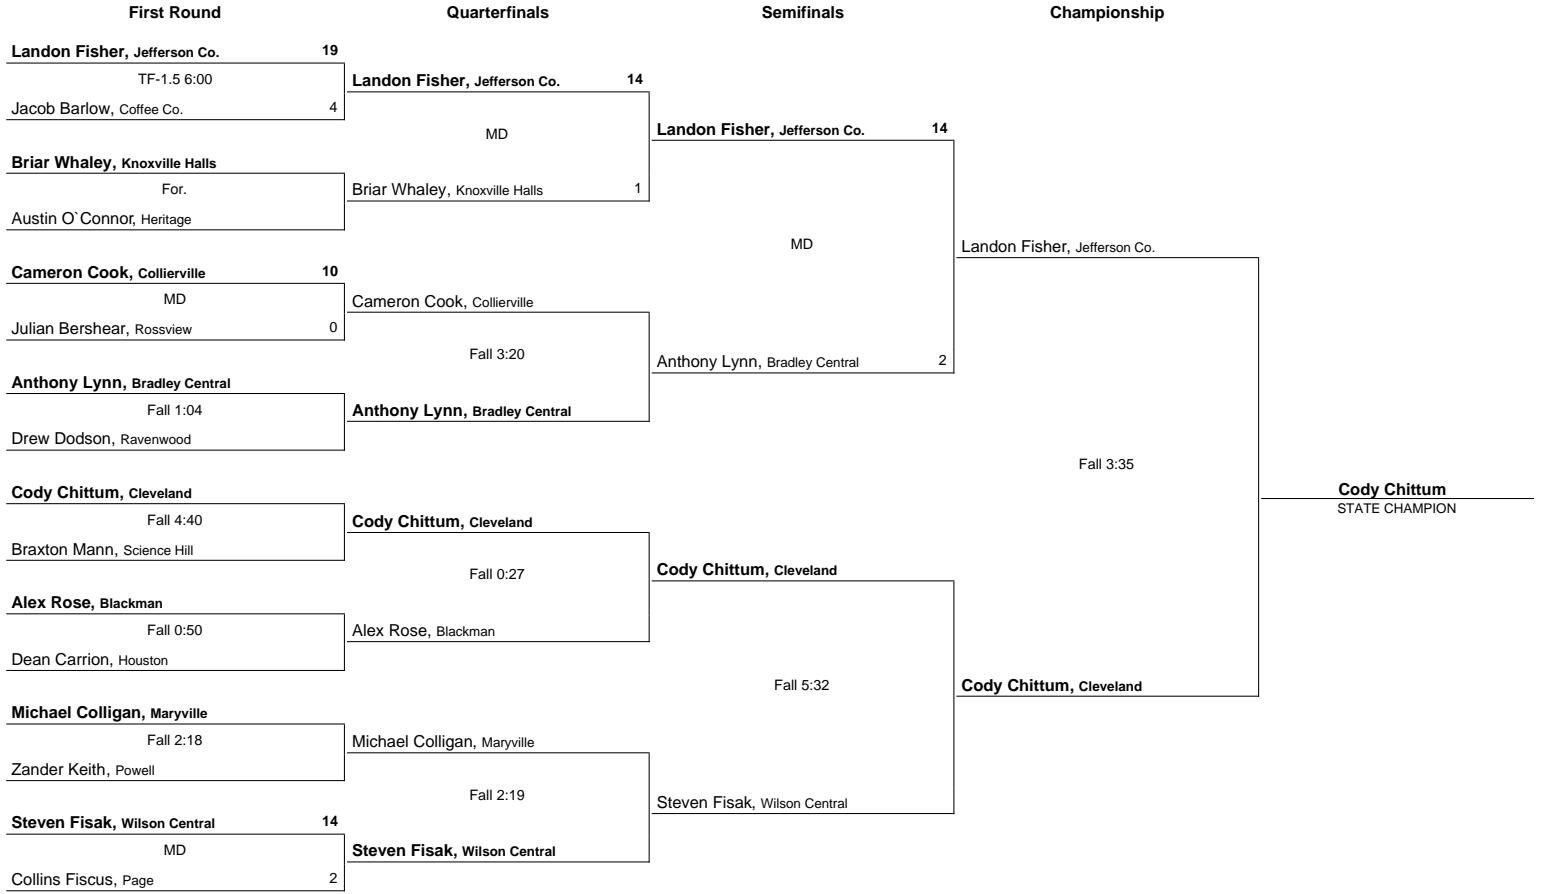 First Round Quarterfinals Semifinals Championship
Landon Fisher, Jefferson Co. 19
TF-1.5 6:00
Jacob Barlow, Coffee Co. 4
Briar Whaley, Knoxville Halls
For.
Austin O`Connor, Heritage
Cameron Cook, Collierville 10
MD
Julian Bershear, Rossview 0
Anthony Lynn, Bradley Central
Fall 1:04
Drew Dodson, Ravenwood
Cody Chittum, Cleveland
Fall 4:40
Braxton Mann, Science Hill
Alex Rose, Blackman
Fall 0:50
Dean Carrion, Houston
Michael Colligan, Maryville
Fall 2:18
Zander Keith, Powell
Steven Fisak, Wilson Central 14
MD
Collins Fiscus, Page 2
Landon Fisher, Jefferson Co. 14
MD
Briar Whaley, Knoxville Halls 1
Cameron Cook, Collierville
Fall 3:20
Anthony Lynn, Bradley Central
Cody Chittum, Cleveland
Fall 0:27
Alex Rose, Blackman
Michael Colligan, Maryville
Fall 2:19
Steven Fisak, Wilson Central
Landon Fisher, Jefferson Co. 14
MD
Anthony Lynn, Bradley Central 2
Cody Chittum, Cleveland
Fall 5:32
Steven Fisak, Wilson Central
Landon Fisher, Jefferson Co.
Fall 3:35
Cody Chittum, Cleveland
Cody Chittum
STATE CHAMPION